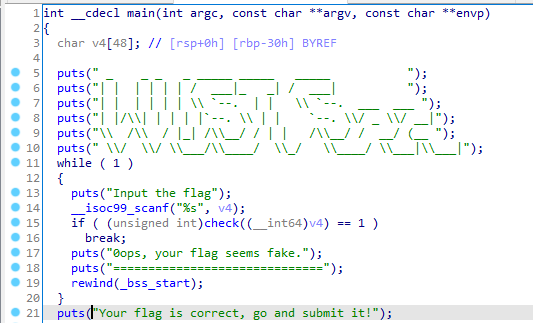 1 int __cdecl main(int argc, const char **argv, const char **envp)
2 {
3   char v4[48]; // [rsp+0h] [rbp-30h] BYREF
4
5   puts(" _    _ _   _ _____ _____   _____            ");
6   puts("| |  | | | | /  ___|_   _| /  ___|           ");
7   puts("| |  | | | | \\ `--.  | |   \\ `--.  ___  ___ ");
8   puts("| |/\\| | | | |`--. \\ | |    `--. \\/ _ \\/ __|");
9   puts("\\  /\\  / |_| /\\__/ / | |   /\\__/ /  __/ (__ ");
10   puts(" \\/  \\/ \\___/\\____/  \\_/   \\____/ \\___|\\___|");
11   while ( 1 )
12   {
13     puts("Input the flag");
14     __isoc99_scanf("%s", v4);
15     if ( (unsigned int)check((__int64)v4) == 1 )
16       break;
17     puts("0ops, your flag seems fake.");
18     puts("==============================");
19     rewind(_bss_start);
20   }
21   puts("Your flag is correct, go and submit it!");